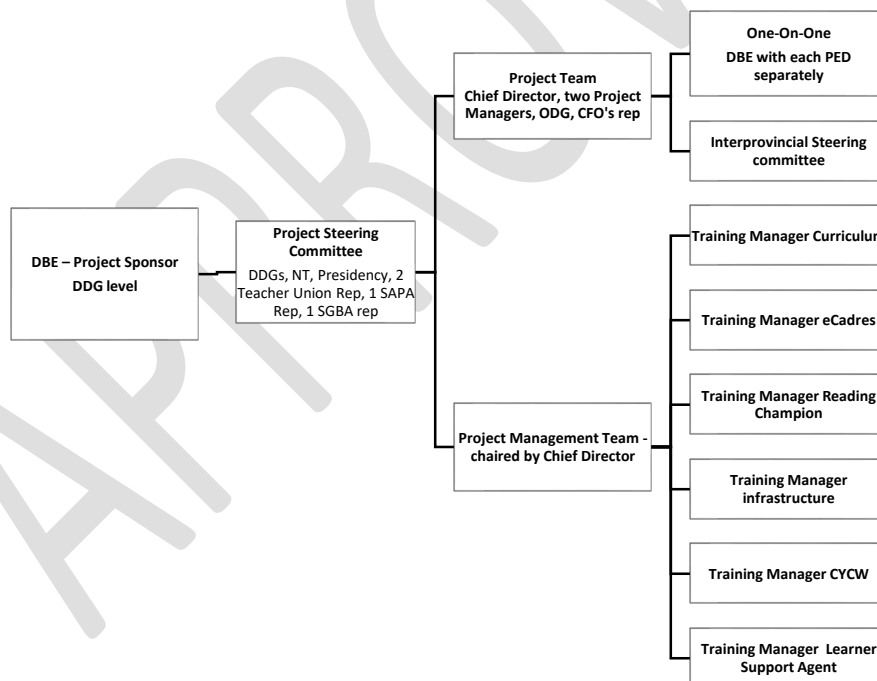 One-On-One
DBE with each PED
separately
Project Team
Chief Director, two Project
Managers, ODG, CFO's rep
Interprovincial Steering
committee
DBE – Project Sponsor
DDG level
Project Steering
Committee
DDGs, NT, Presidency, 2
Teacher Union Rep, 1 SAPA
Rep, 1 SGBA rep
Training Manager Curriculum
Training Manager eCadres
Training Manager Reading
Champion
Project Management Team -
chaired by Chief Director
Training Manager
infrastructure
Training Manager CYCW
Training Manager Learner
Support Agent
APPROV